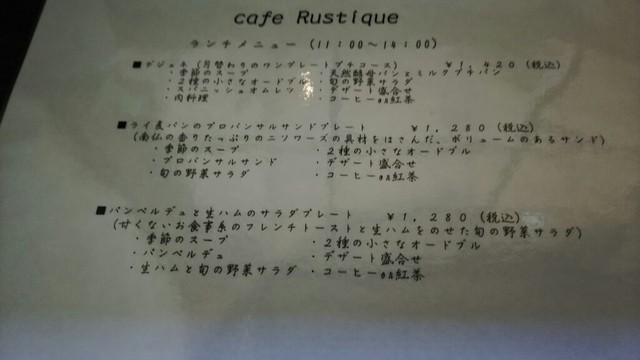 cafe Rustique
ランチメニュー (11:00～14:00)
■デジュネ (月替わりのワンプレートプチコース) ￥1,420 (税込)
・季節のスープ ・天然酵母パンとミルクプチパン
・2種の小さなオードブル ・旬の野菜サラダ
・スパニッシュオムレツ ・デザート盛合せ
・肉料理 ・コーヒーor紅茶
■ライ麦パンのプロバンサルサンドプレート ￥1,280 (税込)
(南仏の香りたっぷりのニソワーズの具材をはさんだ、ボリュームのあるサンド)
・季節のスープ ・2種の小さなオードブル
・プロバンサルサンド ・デザート盛合せ
・旬の野菜サラダ ・コーヒーor紅茶
■パンペルデュと生ハムのサラダプレート ￥1,280 (税込)
(甘くないお食事系のフレンチトーストと生ハムをのせた旬の野菜サラダ)
・季節のスープ ・2種の小さなオードブル
・パンペルデュ ・デザート盛合せ
・生ハムと旬の野菜サラダ ・コーヒーor紅茶